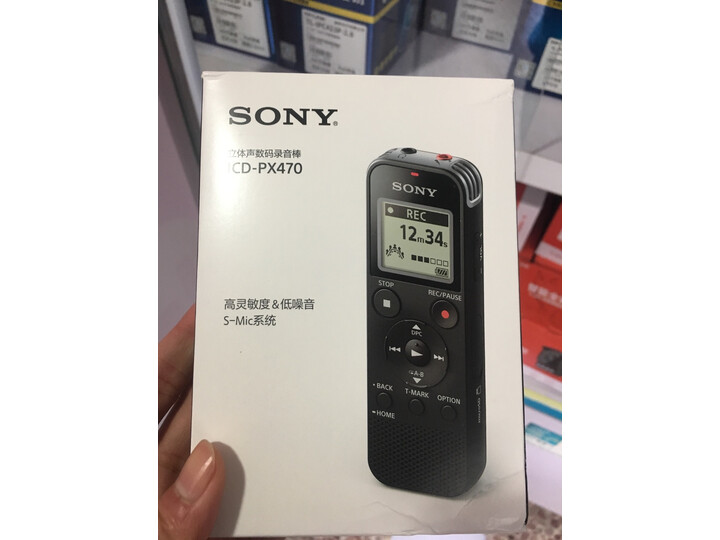 SONY
立体声数码录音棒
ICD-PX470
高灵敏度&低噪音
S-Mic系统
SONY
REC
12m34s
STOP
REC/PAUSE
DPC
A-B
BACK
T-MARK
OPTION
HOME